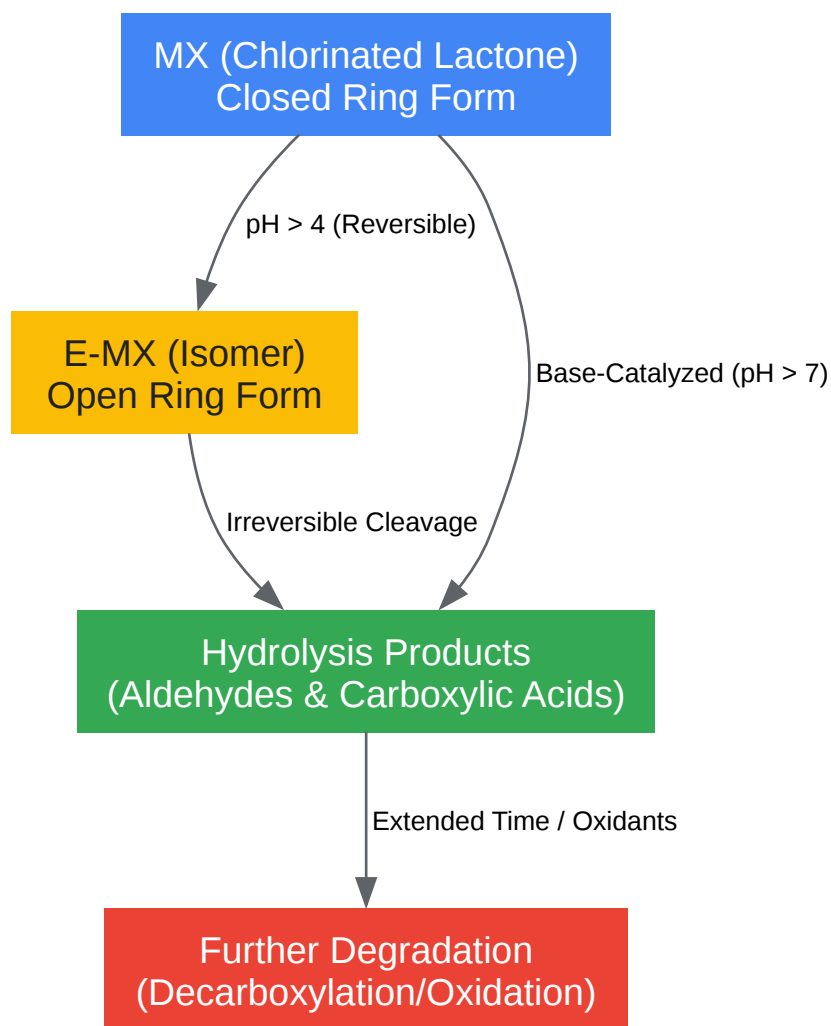 MX (Chlorinated Lactone)
Closed Ring Form
pH > 4 (Reversible)
E-MX (Isomer)
Open Ring Form
Base-Catalyzed (pH > 7)
Irreversible Cleavage
Hydrolysis Products
(Aldehydes & Carboxylic Acids)
Extended Time / Oxidants
Further Degradation
(Decarboxylation/Oxidation)